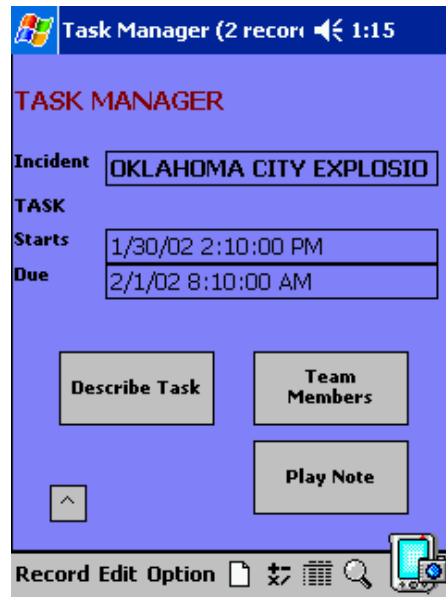 Task Manager (2 recor 1:15
TASK MANAGER
Incident OKLAHOMA CITY EXPLOSIO
TASK
Starts 1/30/02 2:10:00 PM
Due 2/1/02 8:10:00 AM
Describe Task
Team
Members
Play Note
^
Record Edit Option